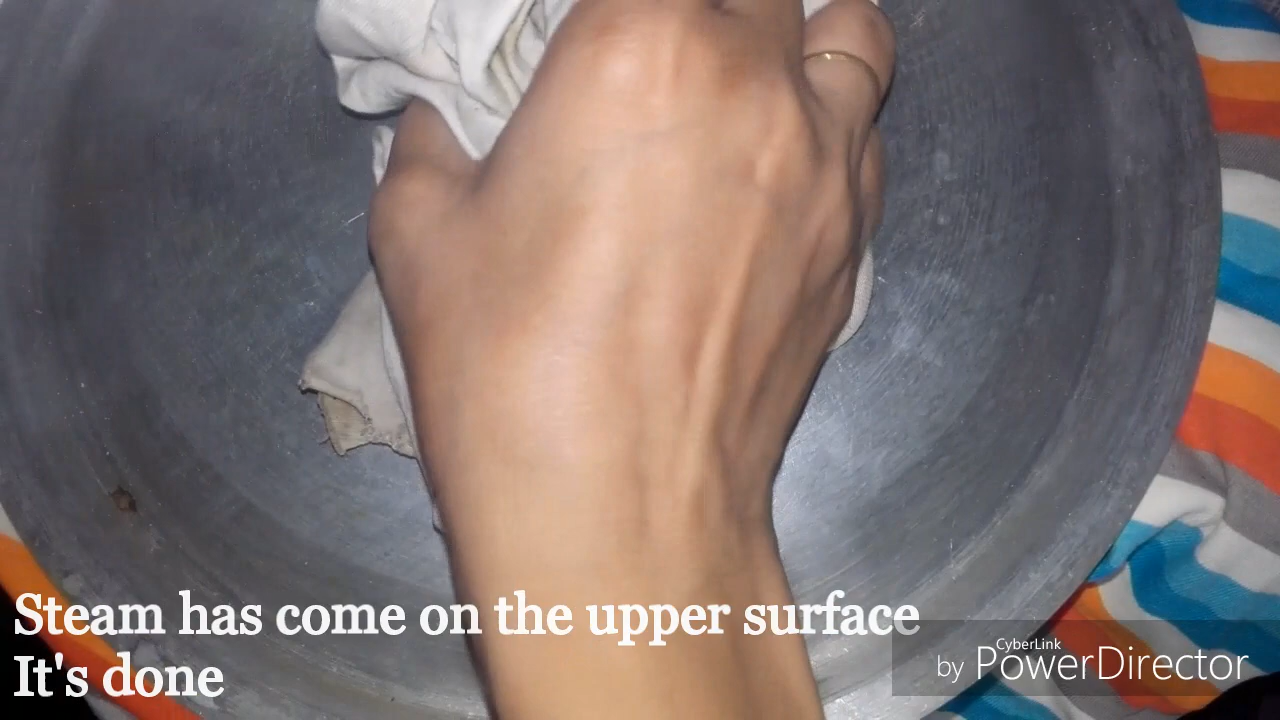 Steam has come on the upper surface
It's done
CyberLink
by PowerDirector